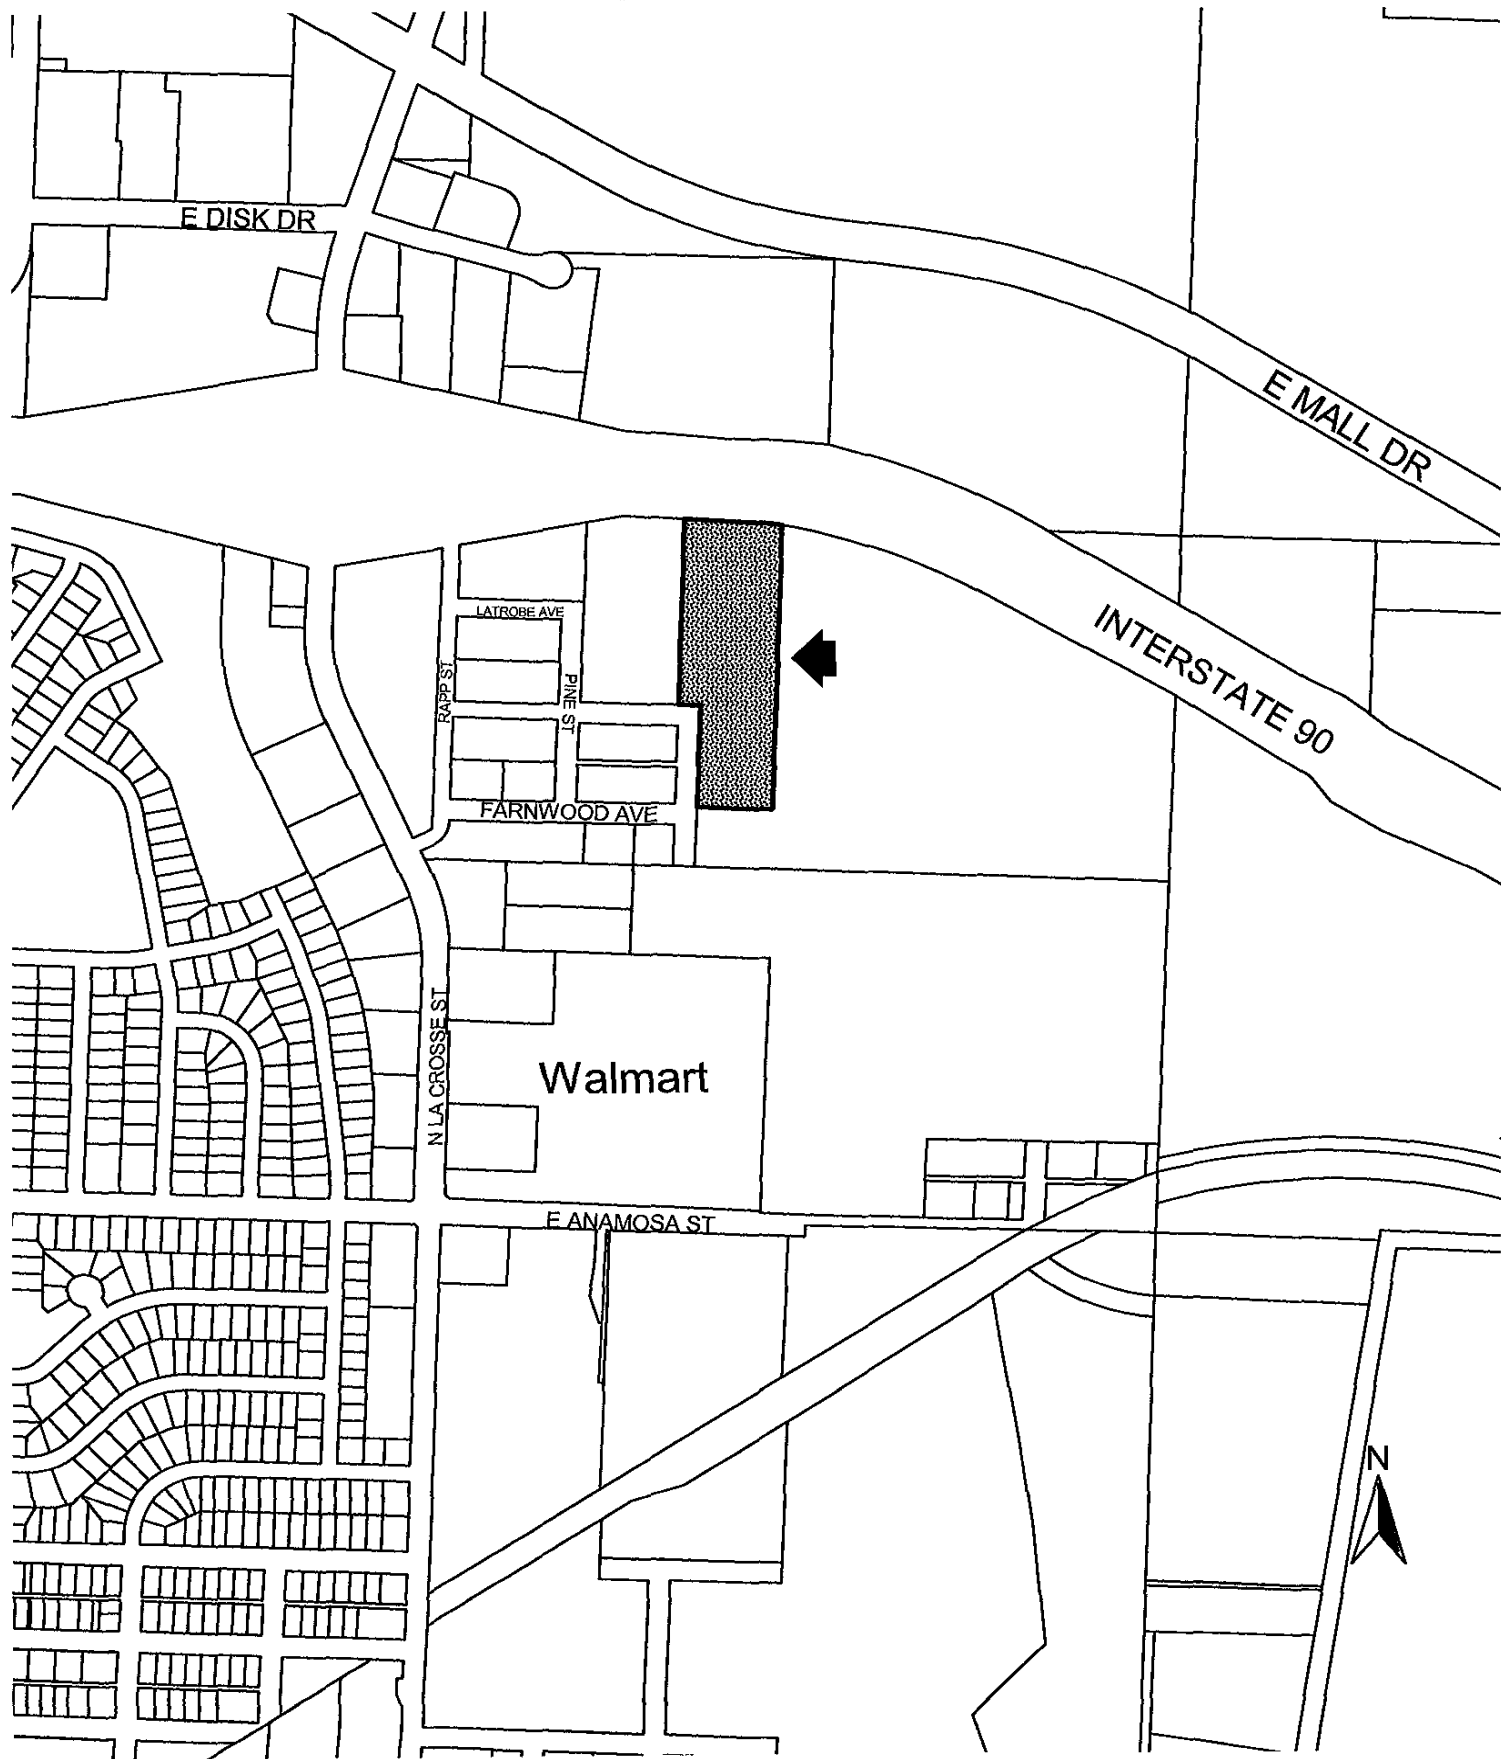 E DISK DR
E MALL DR
LATROBE AVE
INTERSTATE 90
RAPP ST
PINE ST
FARNWOOD AVE
N LA CROSSE ST
Walmart
E ANAMOSA ST
N